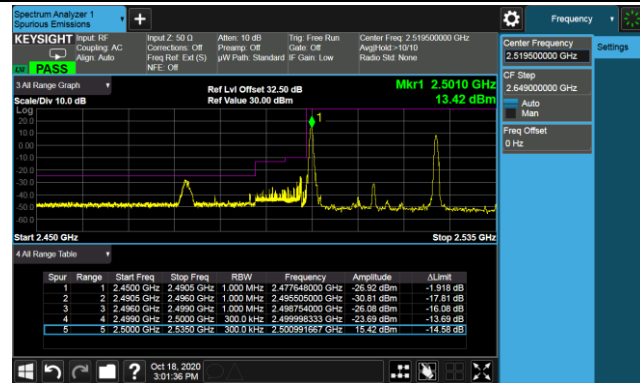 Spectrum Analyzer 1
Spurious Emissions
Frequency
KEYSIGHT
Input: RF
Coupling: AC
Align: Auto
Input Z: 50 Ω
Corrections: Off
Freq Ref: Ext (S)
NFE: Off
Atten: 10 dB
Preamp: Off
µW Path: Standard
Trig: Free Run
Gate: Off
IF Gain: Low
Center Freq: 2.519500000 GHz
Avg|Hold:>10/10
Radio Std: None
LXI PASS
Center Frequency
2.519500000 GHz
Settings
CF Step
2.649000000 GHz
Auto
Man
Freq Offset
0 Hz
3 All Range Graph
Ref Lvl Offset 32.50 dB
Mkr1 2.5010 GHz
Scale/Div 10.0 dB
Ref Value 30.00 dBm
13.42 dBm
Log
20.0
10.0
0.00
-10.0
-20.0
-30.0
-40.0
-50.0
-60.0
1
Start 2.450 GHz
Stop 2.535 GHz
4 All Range Table
Spur Range Start Freq Stop Freq RBW Frequency Amplitude ΔLimit
1 1 2.4500 GHz 2.4905 GHz 1.000 MHz 2.477648000 GHz -26.92 dBm -1.918 dB
2 2 2.4905 GHz 2.4960 GHz 1.000 MHz 2.495505000 GHz -30.81 dBm -17.81 dB
3 3 2.4960 GHz 2.4990 GHz 1.000 MHz 2.498754000 GHz -26.08 dBm -16.08 dB
4 4 2.4990 GHz 2.5000 GHz 300.0 kHz 2.499998333 GHz -23.69 dBm -13.69 dB
5 5 2.5000 GHz 2.5350 GHz 300.0 kHz 2.500991667 GHz 15.42 dBm -14.58 dB
Oct 18, 2020
3:01:36 PM